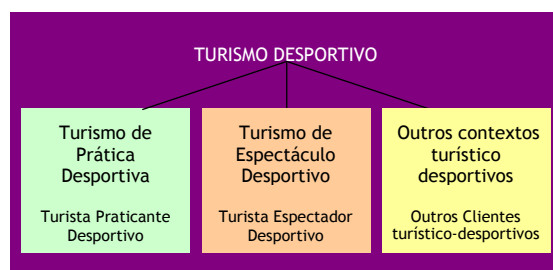 TURISMO DESPORTIVO
Turismo de
Prática
Desportiva
Turista Praticante
Desportivo
Turismo de
Espectáculo
Desportivo
Turista Espectador
Desportivo
Outros contextos
turístico
desportivos
Outros Clientes
turístico-desportivos